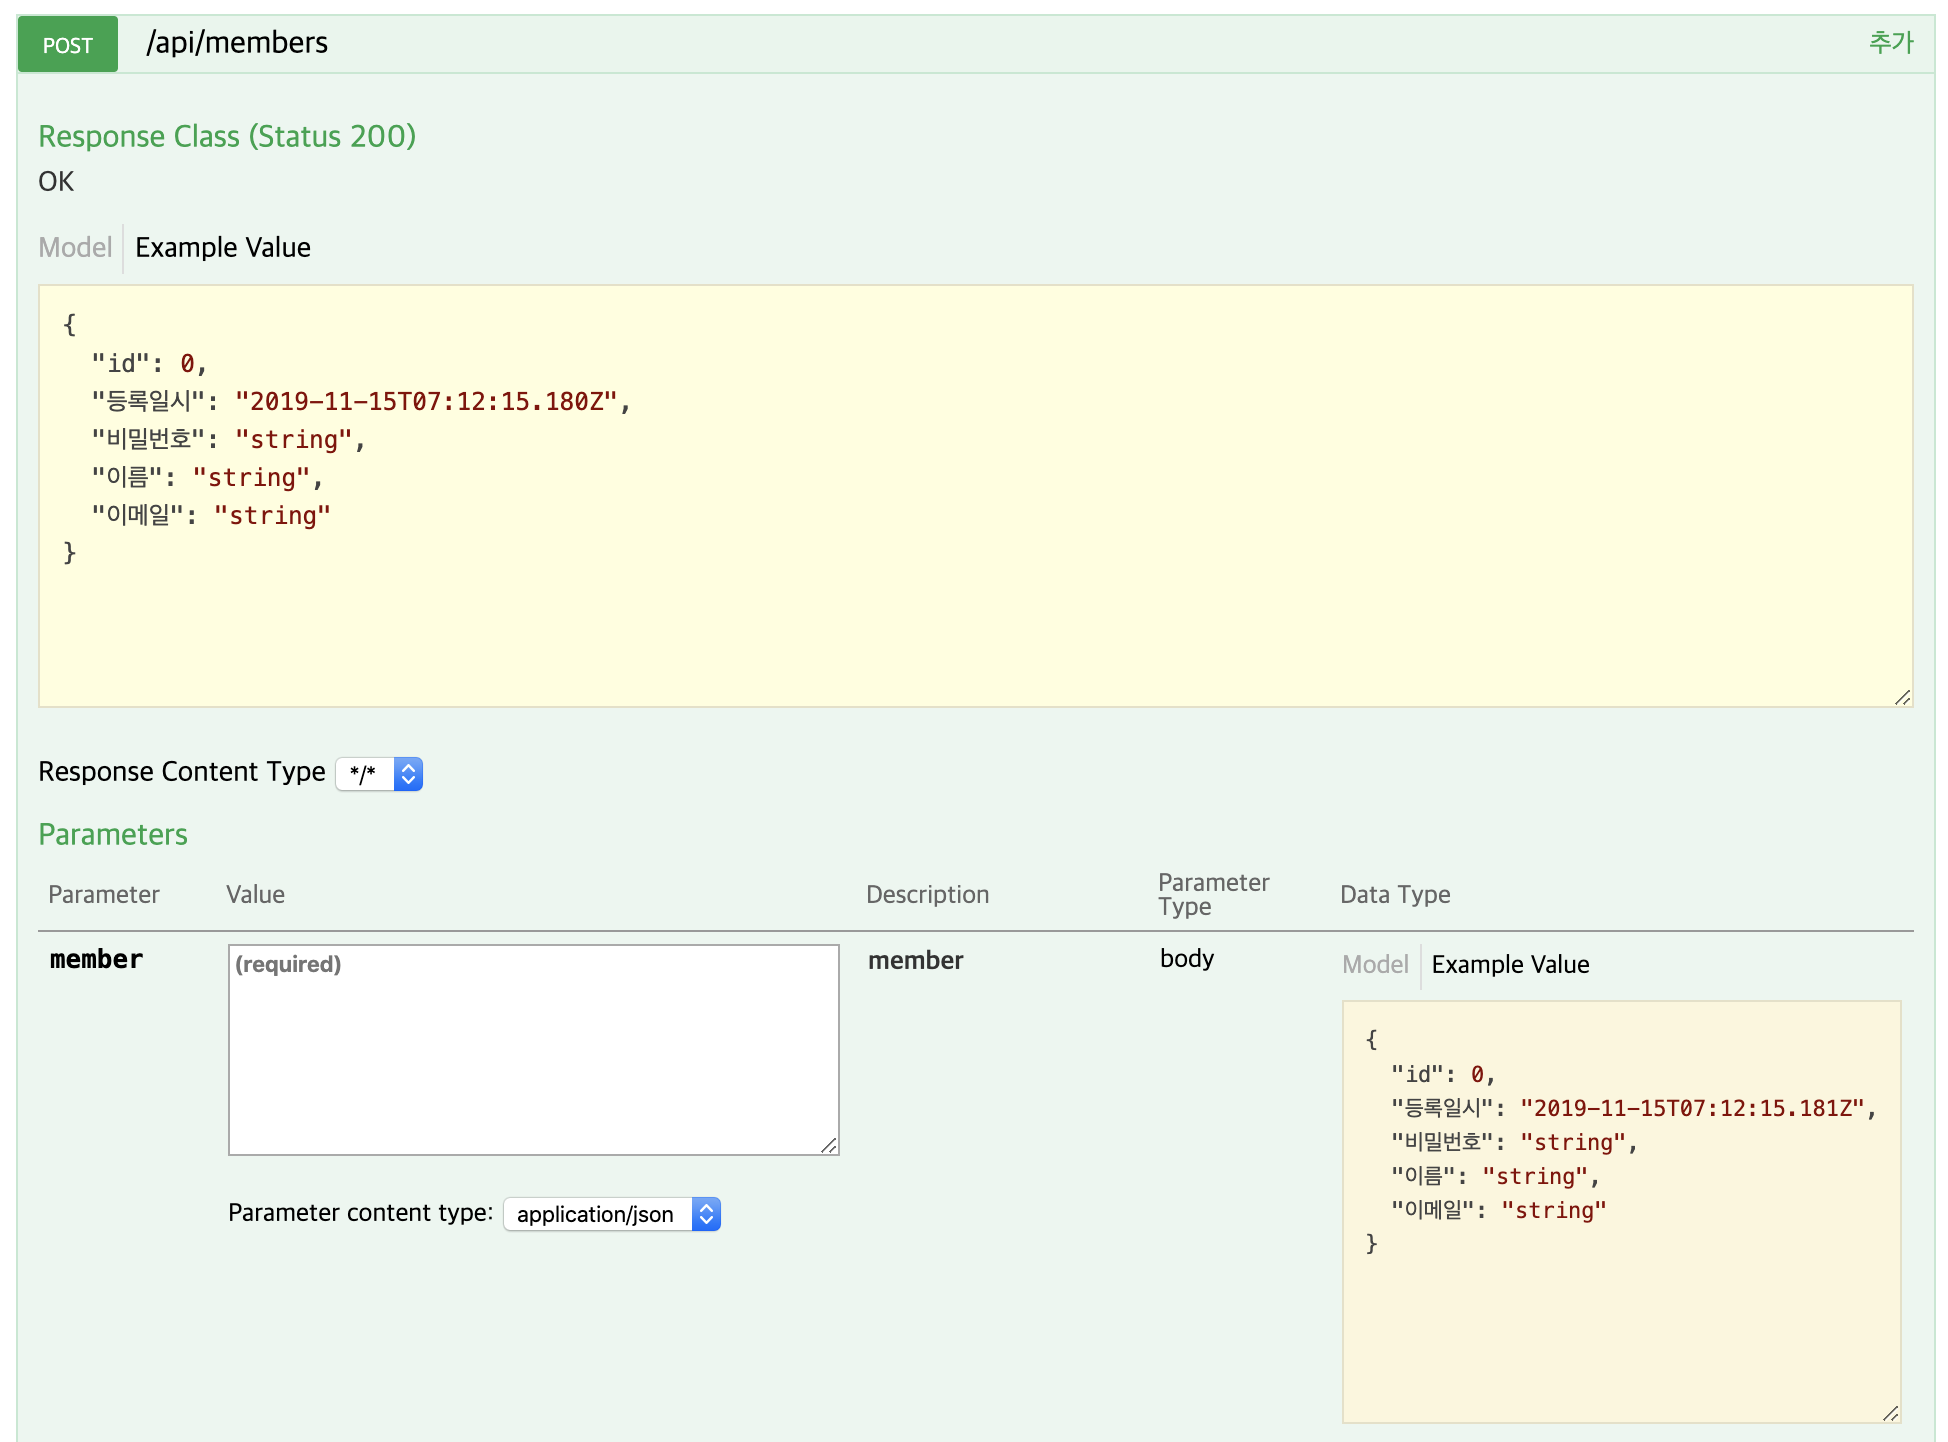 POST /api/members 추가
Response Class (Status 200)
OK
Model Example Value
{
"id": 0,
"등록일시": "2019-11-15T07:12:15.180Z",
"비밀번호": "string",
"이름": "string",
"이메일": "string"
}
Response Content Type */*
Parameters
Parameter Value Description Parameter Type Data Type
member (required) member body Model Example Value
{
"id": 0,
"등록일시": "2019-11-15T07:12:15.181Z",
"비밀번호": "string",
"이름": "string",
"이메일": "string"
}
Parameter content type: application/json